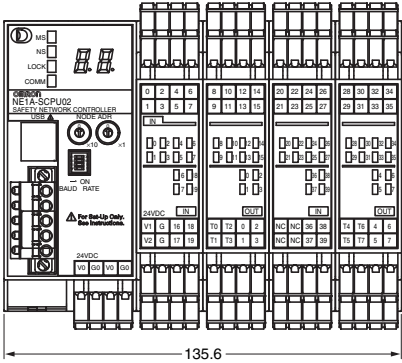 MS
NS
LOCK
COMM
OMRON
NE1A-SCPU02
SAFETY NETWORK CONTROLLER
USB NODE ADR
×10 ×1
ON
BAUD RATE
For Set-Up Only.
See Instructions.
24VDC
V0 G0 V0 G0
0 2 4 6
1 3 5 7
IN
24VDC IN
V1 G 16 18
V2 G 17 19
8 10 12 14
9 11 13 15
OUT
T0 T2 0 2
T1 T3 1 3
20 22 24 26
21 23 25 27
IN
NC NC 36 38
NC NC 37 39
28 30 32 34
29 31 33 35
OUT
T4 T6 4 6
T5 T7 5 7
135.6